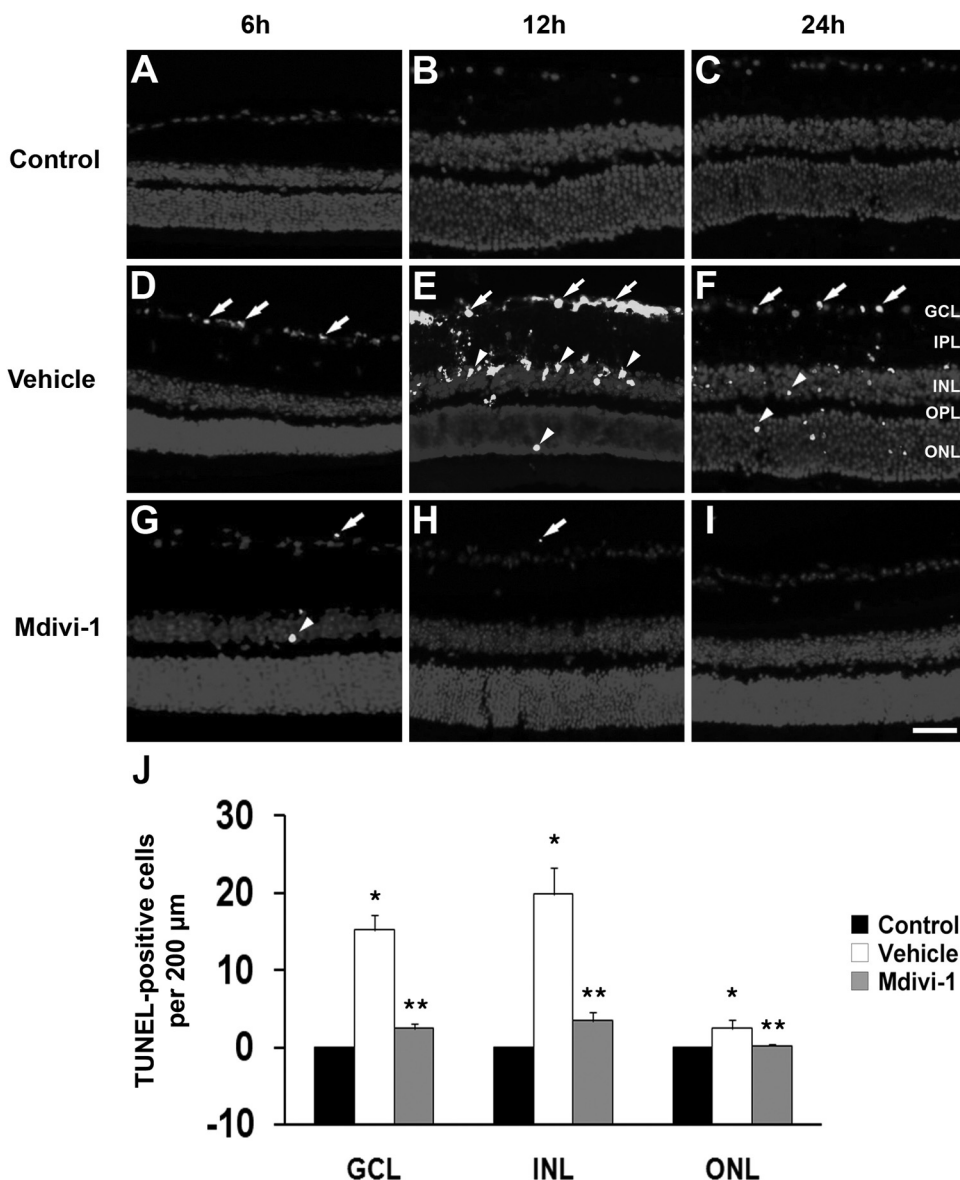 6h 12h 24h
A B C
Control
D E F
GCL
IPL
Vehicle
INL
OPL
ONL
G H I
Mdivi-1
J
30
20
10
0
-10
TUNEL-positive cells
per 200 µm
* ** * ** * **
Control
Vehicle
Mdivi-1
GCL INL ONL